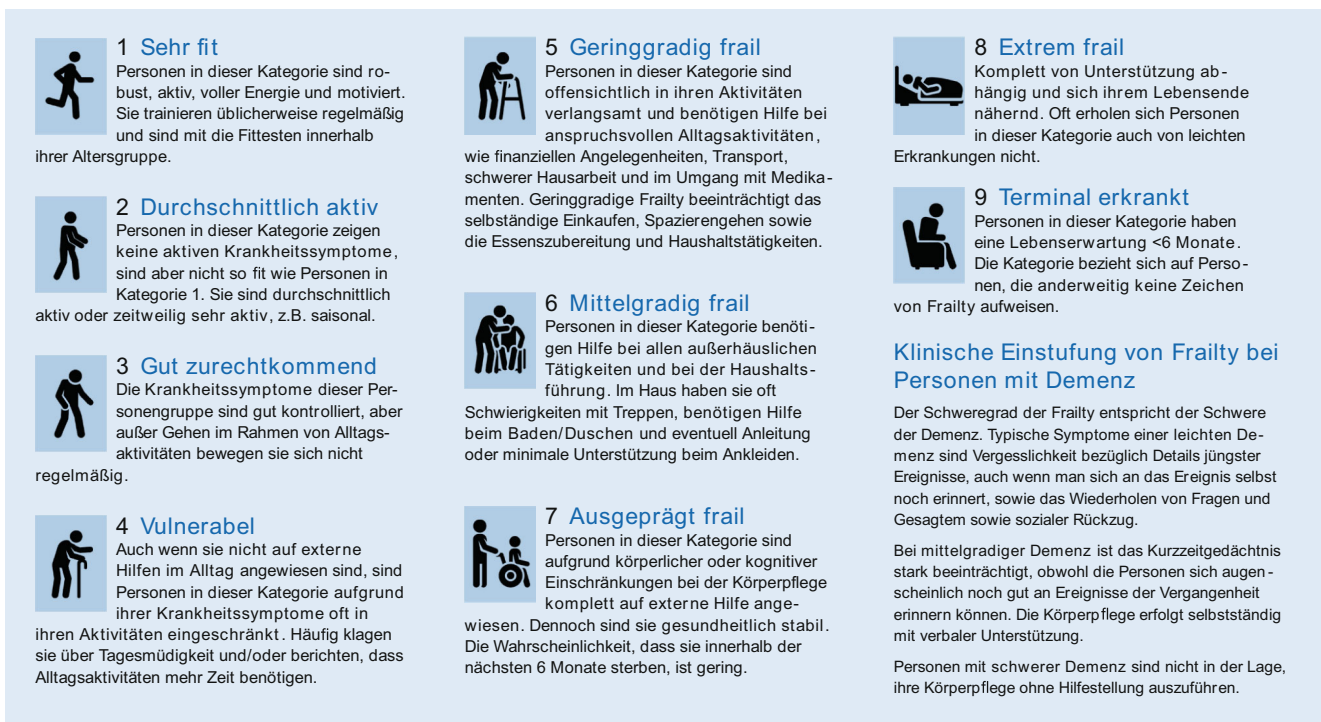 1 Sehr fit
Personen in dieser Kategorie sind ro-
bust, aktiv, voller Energie und motiviert.
Sie trainieren üblicherweise regelmäßig
und sind mit die Fittesten innerhalb
ihrer Altersgruppe.
2 Durchschnittlich aktiv
Personen in dieser Kategorie zeigen
keine aktiven Krankheitssymptome,
sind aber nicht so fit wie Personen in
Kategorie 1. Sie sind durchschnittlich
aktiv oder zeitweilig sehr aktiv, z.B. saisonal.
3 Gut zurechtkommend
Die Krankheitssymptome dieser Per-
sonengruppe sind gut kontrolliert, aber
außer Gehen im Rahmen von Alltags-
aktivitäten bewegen sie sich nicht
regelmäßig.
4 Vulnerabel
Auch wenn sie nicht auf externe
Hilfen im Alltag angewiesen sind, sind
Personen in dieser Kategorie aufgrund
ihrer Krankheitssymptome oft in
ihren Aktivitäten eingeschränkt. Häufig klagen
sie über Tagesmüdigkeit und/oder berichten, dass
Alltagsaktivitäten mehr Zeit benötigen.
5 Geringgradig frail
Personen in dieser Kategorie sind
offensichtlich in ihren Aktivitäten
verlangsamt und benötigen Hilfe bei
anspruchsvollen Alltagsaktivitäten,
wie finanziellen Angelegenheiten, Transport,
schwerer Hausarbeit und im Umgang mit Medika-
menten. Geringgradige Frailty beeinträchtigt das
selbständige Einkaufen, Spazierengehen sowie
die Essenszubereitung und Haushaltstätigkeiten.
6 Mittelgradig frail
Personen in dieser Kategorie benöti-
gen Hilfe bei allen außerhäuslichen
Tätigkeiten und bei der Haushalts-
führung. Im Haus haben sie oft
Schwierigkeiten mit Treppen, benötigen Hilfe
beim Baden/Duschen und eventuell Anleitung
oder minimale Unterstützung beim Ankleiden.
7 Ausgeprägt frail
Personen in dieser Kategorie sind
aufgrund körperlicher oder kognitiver
Einschränkungen bei der Körperpflege
komplett auf externe Hilfe ange-
wiesen. Dennoch sind sie gesundheitlich stabil.
Die Wahrscheinlichkeit, dass sie innerhalb der
nächsten 6 Monate sterben, ist gering.
8 Extrem frail
Komplett von Unterstützung ab-
hängig und sich ihrem Lebensende
nähernd. Oft erholen sich Personen
in dieser Kategorie auch von leichten
Erkrankungen nicht.
9 Terminal erkrankt
Personen in dieser Kategorie haben
eine Lebenserwartung <6 Monate.
Die Kategorie bezieht sich auf Perso-
nen, die anderweitig keine Zeichen
von Frailty aufweisen.
Klinische Einstufung von Frailty bei
Personen mit Demenz
Der Schweregrad der Frailty entspricht der Schwere
der Demenz. Typische Symptome einer leichten De-
menz sind Vergesslichkeit bezüglich Details jüngster
Ereignisse, auch wenn man sich an das Ereignis selbst
noch erinnert, sowie das Wiederholen von Fragen und
Gesagtem sowie sozialer Rückzug.
Bei mittelgradiger Demenz ist das Kurzzeitgedächtnis
stark beeinträchtigt, obwohl die Personen sich augen-
scheinlich noch gut an Ereignisse der Vergangenheit
erinnern können. Die Körperpflege erfolgt selbstständig
mit verbaler Unterstützung.
Personen mit schwerer Demenz sind nicht in der Lage,
ihre Körperpflege ohne Hilfestellung auszuführen.